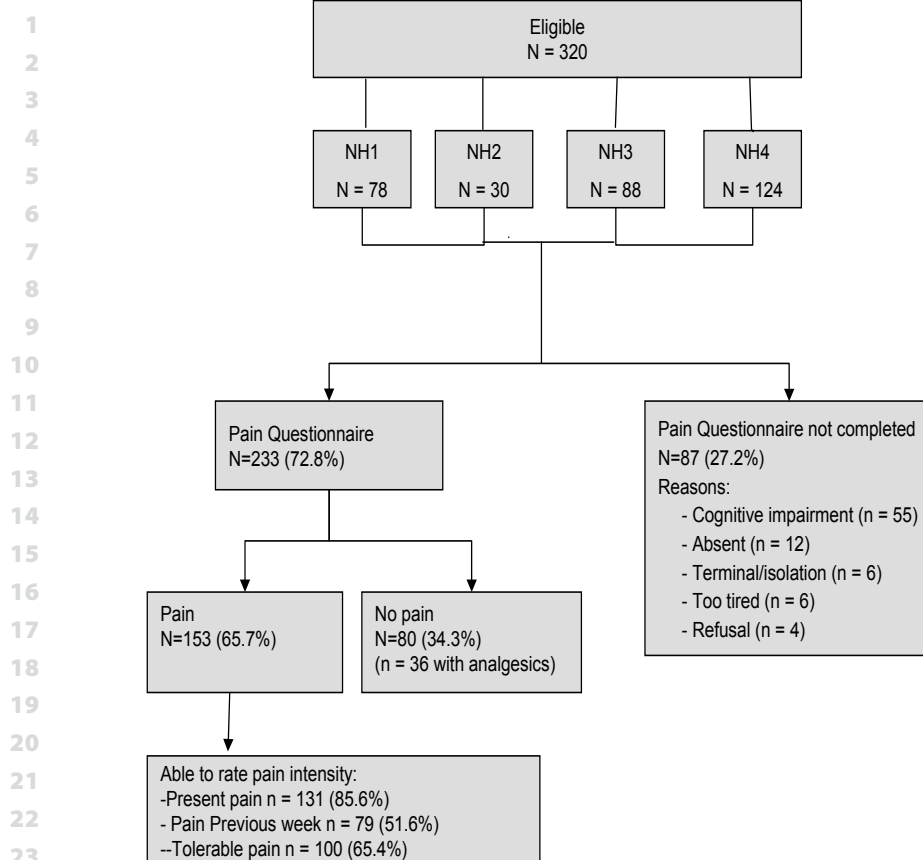 1
2
3
4
5
6
7
8
9
10
11
12
13
14
15
16
17
18
19
20
21
22
23
Eligible
N = 320
NH1
N = 78
NH2
N = 30
NH3
N = 88
NH4
N = 124
Pain Questionnaire
N=233 (72.8%)
Pain Questionnaire not completed
N=87 (27.2%)
Reasons:
- Cognitive impairment (n = 55)
- Absent (n = 12)
- Terminal/isolation (n = 6)
- Too tired (n = 6)
- Refusal (n = 4)
Pain
N=153 (65.7%)
No pain
N=80 (34.3%)
(n = 36 with analgesics)
Able to rate pain intensity:
-Present pain n = 131 (85.6%)
- Pain Previous week n = 79 (51.6%)
--Tolerable pain n = 100 (65.4%)